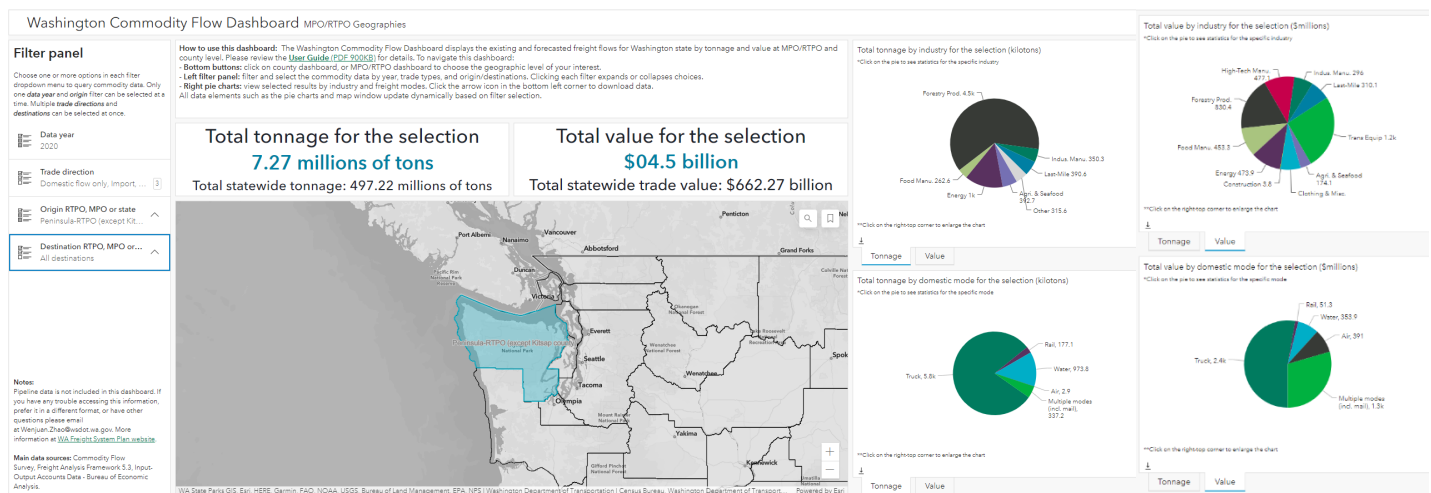 Washington Commodity Flow Dashboard MPO/RTPO Geographies
Filter panel
Choose one or more options in each filter
dropdown menu to query commodity data. Only
one data year and origin filter can be selected at a
time. Multiple trade directions and
destinations can be selected at once.
Data year
2020
Trade direction
Domestic flow only, Import, ... 3
Origin RTPO, MPO or state
Peninsula-RTPO (except Kit...
Destination RTPO, MPO or...
All destinations
Notes:
Pipeline data is not included in this dashboard. If
you have any trouble accessing this information,
prefer it in a different format, or have other
questions please email
at Wenjuan.Zhao@wsdot.wa.gov. More
information at WA Freight System Plan website.
Main data sources: Commodity Flow
Survey, Freight Analysis Framework 5.3, Input-
Output Accounts Data - Bureau of Economic
Analysis.
How to use this dashboard: The Washington Commodity Flow Dashboard displays the existing and forecasted freight flows for Washington state by tonnage and value at MPO/RTPO and
county level. Please review the User Guide (PDF 900KB) for details. To navigate this dashboard:
- Bottom buttons: click on county dashboard, or MPO/RTPO dashboard to choose the geographic level of your interest.
- Left filter panel: filter and select the commodity data by year, trade types, and origin/destinations. Clicking each filter expands or collapses choices.
- Right pie charts: view selected results by industry and freight modes. Click the arrow icon in the bottom left corner to download data.
All data elements such as the pie charts and map window update dynamically based on filter selection.
Total tonnage for the selection
7.27 millions of tons
Total statewide tonnage: 497.22 millions of tons
Total value for the selection
$04.5 billion
Total statewide trade value: $662.27 billion
Penticton
Nel
Port Alberni
Nanaimo
Vancouver
Abbotsford
Grand Forks
Pacific Rim
National Park
Duncan
Colville Nat
Forest
Victoria
Okanogan
National Forest
Everett
Peninsula-RTPO (except Kitsap county
National Park
Wenatchee
National Forest
Seattle
Spok
Wenatchee
Tacoma
Olympia
Mount Rainier
National Park
Yakima
Gifford Pinchot
National Forest
Kennewick
WA State Parks GIS, Esri, HERE, Garmin, FAO, NOAA, USGS, Bureau of Land Management, EPA, NPS | Washington Department of Transportation | Census Bureau, Washington Department of Transport... Powered by Esri
Total tonnage by industry for the selection (kilotons)
*Click on the pie to see statistics for the specific industry
Forestry Prod. 4.5k
Indus. Manu. 350.3
Last-Mile 390.6
Food Manu. 262.6
Energy 1k
Agri. & Seafood
392.7
Other 315.6
**Click on the right-top corner to enlarge the chart
Tonnage Value
Total tonnage by domestic mode for the selection (kilotons)
*Click on the pie to see statistics for the specific mode
Rail, 177.1
Water, 973.8
Truck, 5.8k
Air, 2.9
Multiple modes
(incl. mail),
337.2
**Click on the right-top corner to enlarge the chart
Tonnage Value
Total value by industry for the selection ($millions)
*Click on the pie to see statistics for the specific industry
High-Tech Manu.
477.1
Indus. Manu. 296
Last-Mile 310.1
Forestry Prod.
830.4
Trans Equip 1.2k
Food Manu. 453.3
Energy 473.9
Construction 3.8
Agri. & Seafood
174.1
Clothing & Misc.
**Click on the right-top corner to enlarge the chart
Tonnage Value
Total value by domestic mode for the selection ($millions)
*Click on the pie to see statistics for the specific mode
Rail, 51.3
Water, 353.9
Air, 391
Truck, 2.4k
Multiple modes
(incl. mail), 1.3k
**Click on the right-top corner to enlarge the chart
Tonnage Value